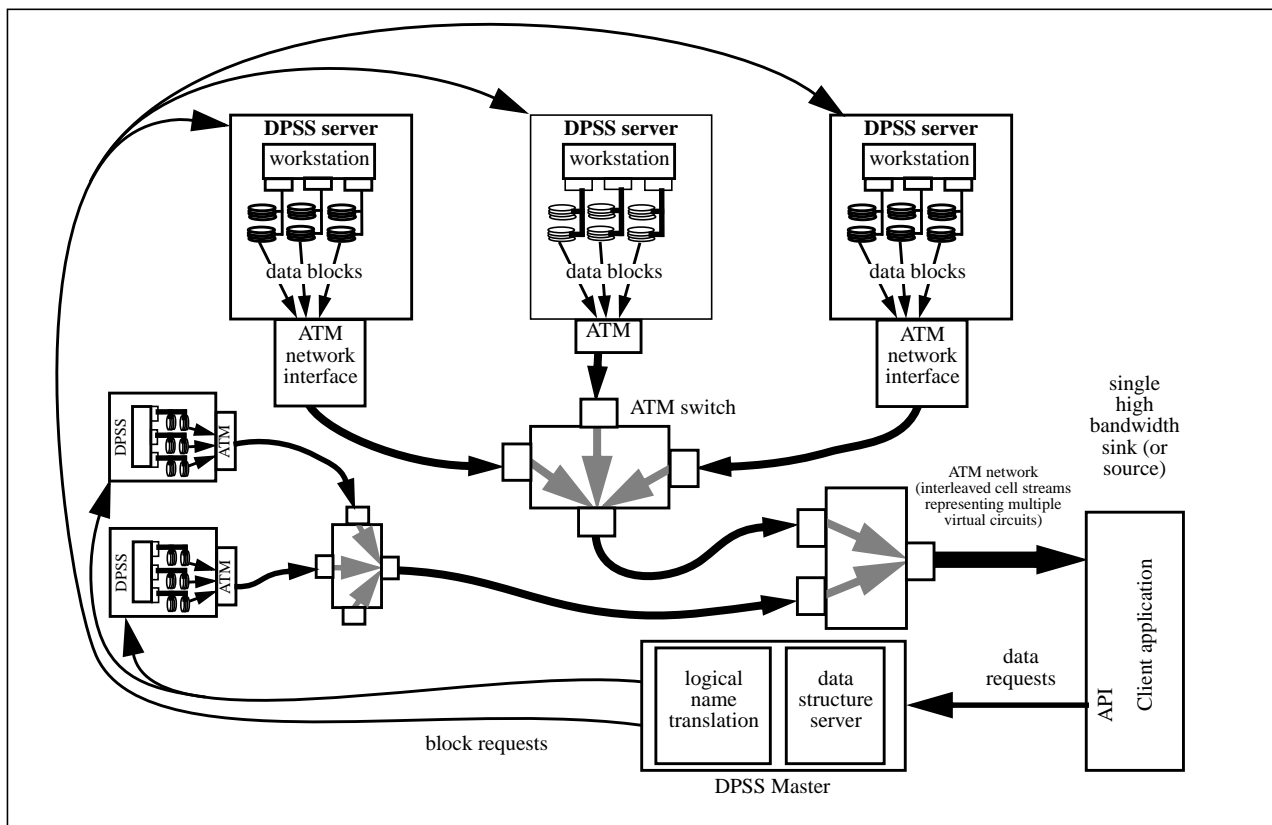 DPSS server
workstation
data blocks
ATM
network
interface
DPSS server
workstation
data blocks
ATM
DPSS server
workstation
data blocks
ATM
network
interface
ATM switch
single
high
bandwidth
sink (or
source)
DPSS
ATM
DPSS
ATM
ATM network
(interleaved cell streams
representing multiple
virtual circuits)
API
Client application
data
requests
logical
name
translation
data
structure
server
DPSS Master
block requests